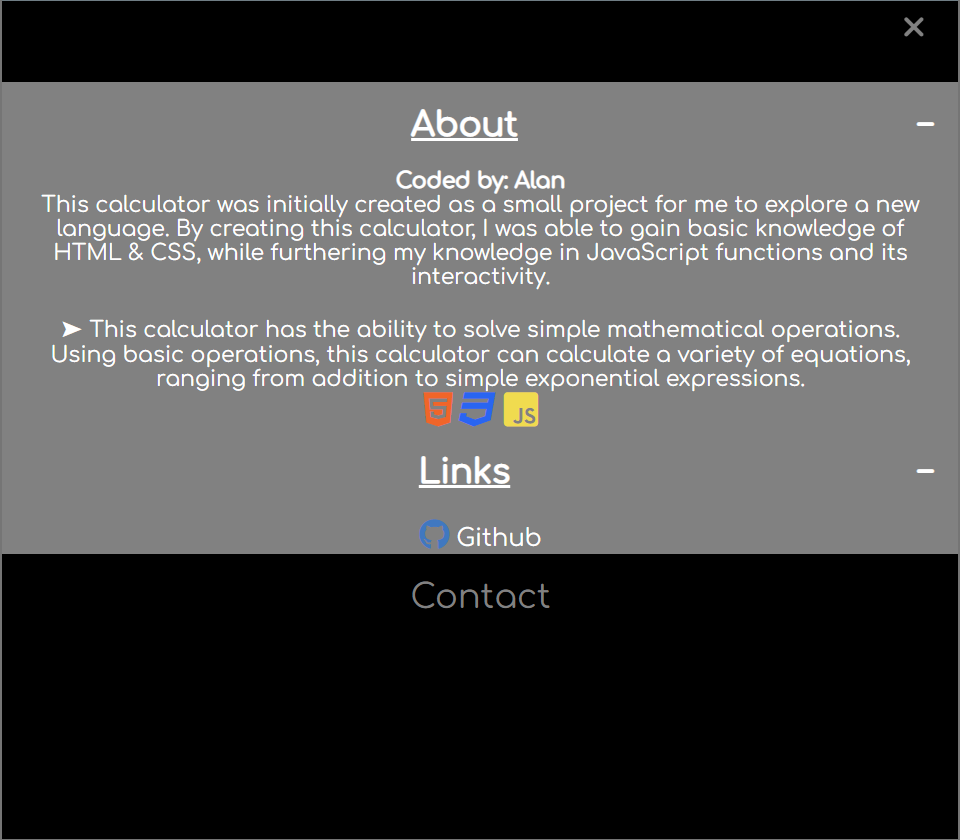 About
Coded by: Alan
This calculator was initially created as a small project for me to explore a new
language. By creating this calculator, I was able to gain basic knowledge of
HTML & CSS, while furthering my knowledge in JavaScript functions and its
interactivity.
➤ This calculator has the ability to solve simple mathematical operations.
Using basic operations, this calculator can calculate a variety of equations,
ranging from addition to simple exponential expressions.
5 3 JS
Links
Github
Contact